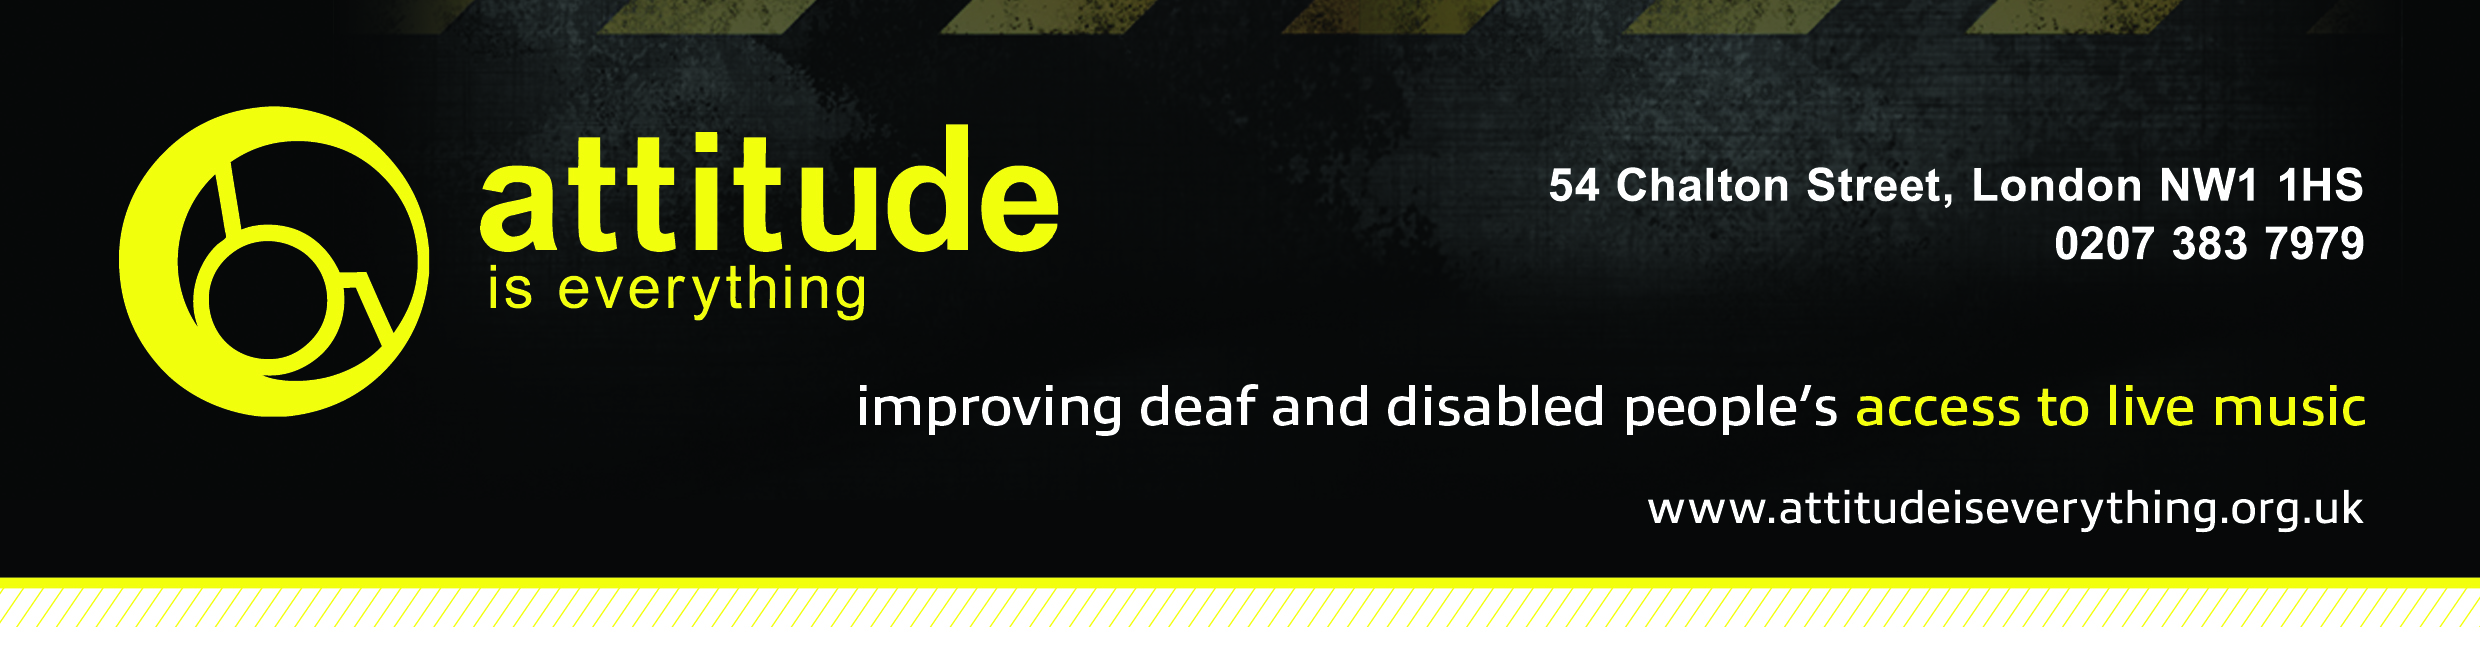 attitude
is everything
54 Chalton Street, London NW1 1HS
0207 383 7979
improving deaf and disabled people’s access to live music
www.attitudeiseverything.org.uk